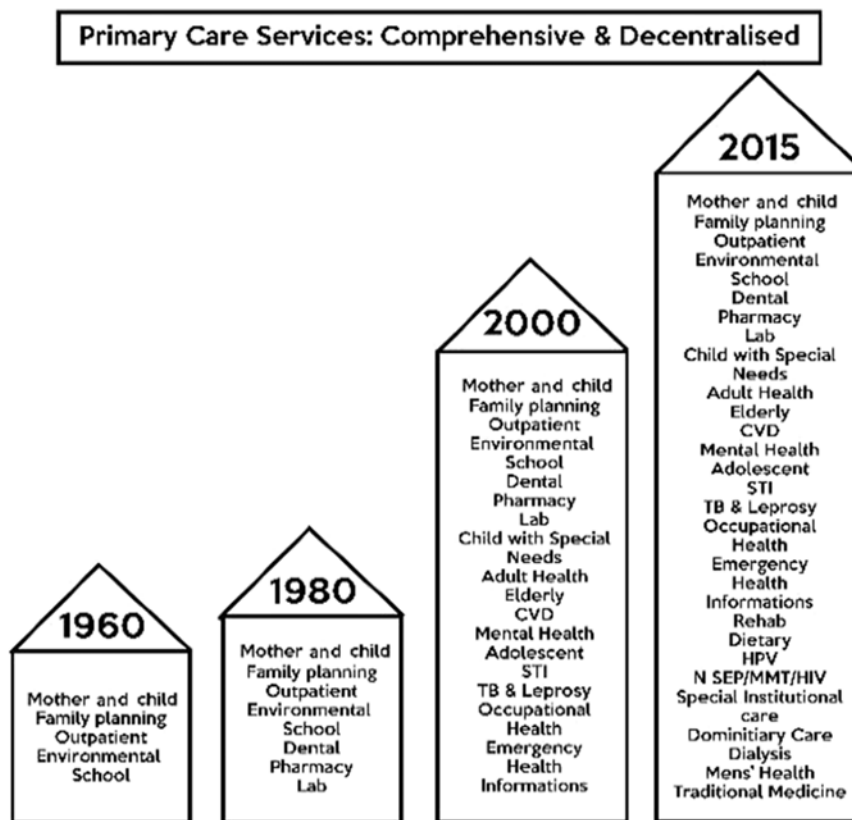 Primary Care Services: Comprehensive & Decentralised
1960
Mother and child
Family planning
Outpatient
Environmental
School
1980
Mother and child
Family planning
Outpatient
Environmental
School
Dental
Pharmacy
Lab
2000
Mother and child
Family planning
Outpatient
Environmental
School
Dental
Pharmacy
Lab
Child with Special
Needs
Adult Health
Elderly
CVD
Mental Health
Adolescent
STI
TB & Leprosy
Occupational
Health
Emergency
Health
Informations
2015
Mother and child
Family planning
Outpatient
Environmental
School
Dental
Pharmacy
Lab
Child with Special
Needs
Adult Health
Elderly
CVD
Mental Health
Adolescent
STI
TB & Leprosy
Occupational
Health
Emergency
Health
Informations
Rehab
Dietary
HPV
N SEP/MMT/HIV
Special Institutional
care
Dominitiary Care
Dialysis
Mens' Health
Traditional Medicine